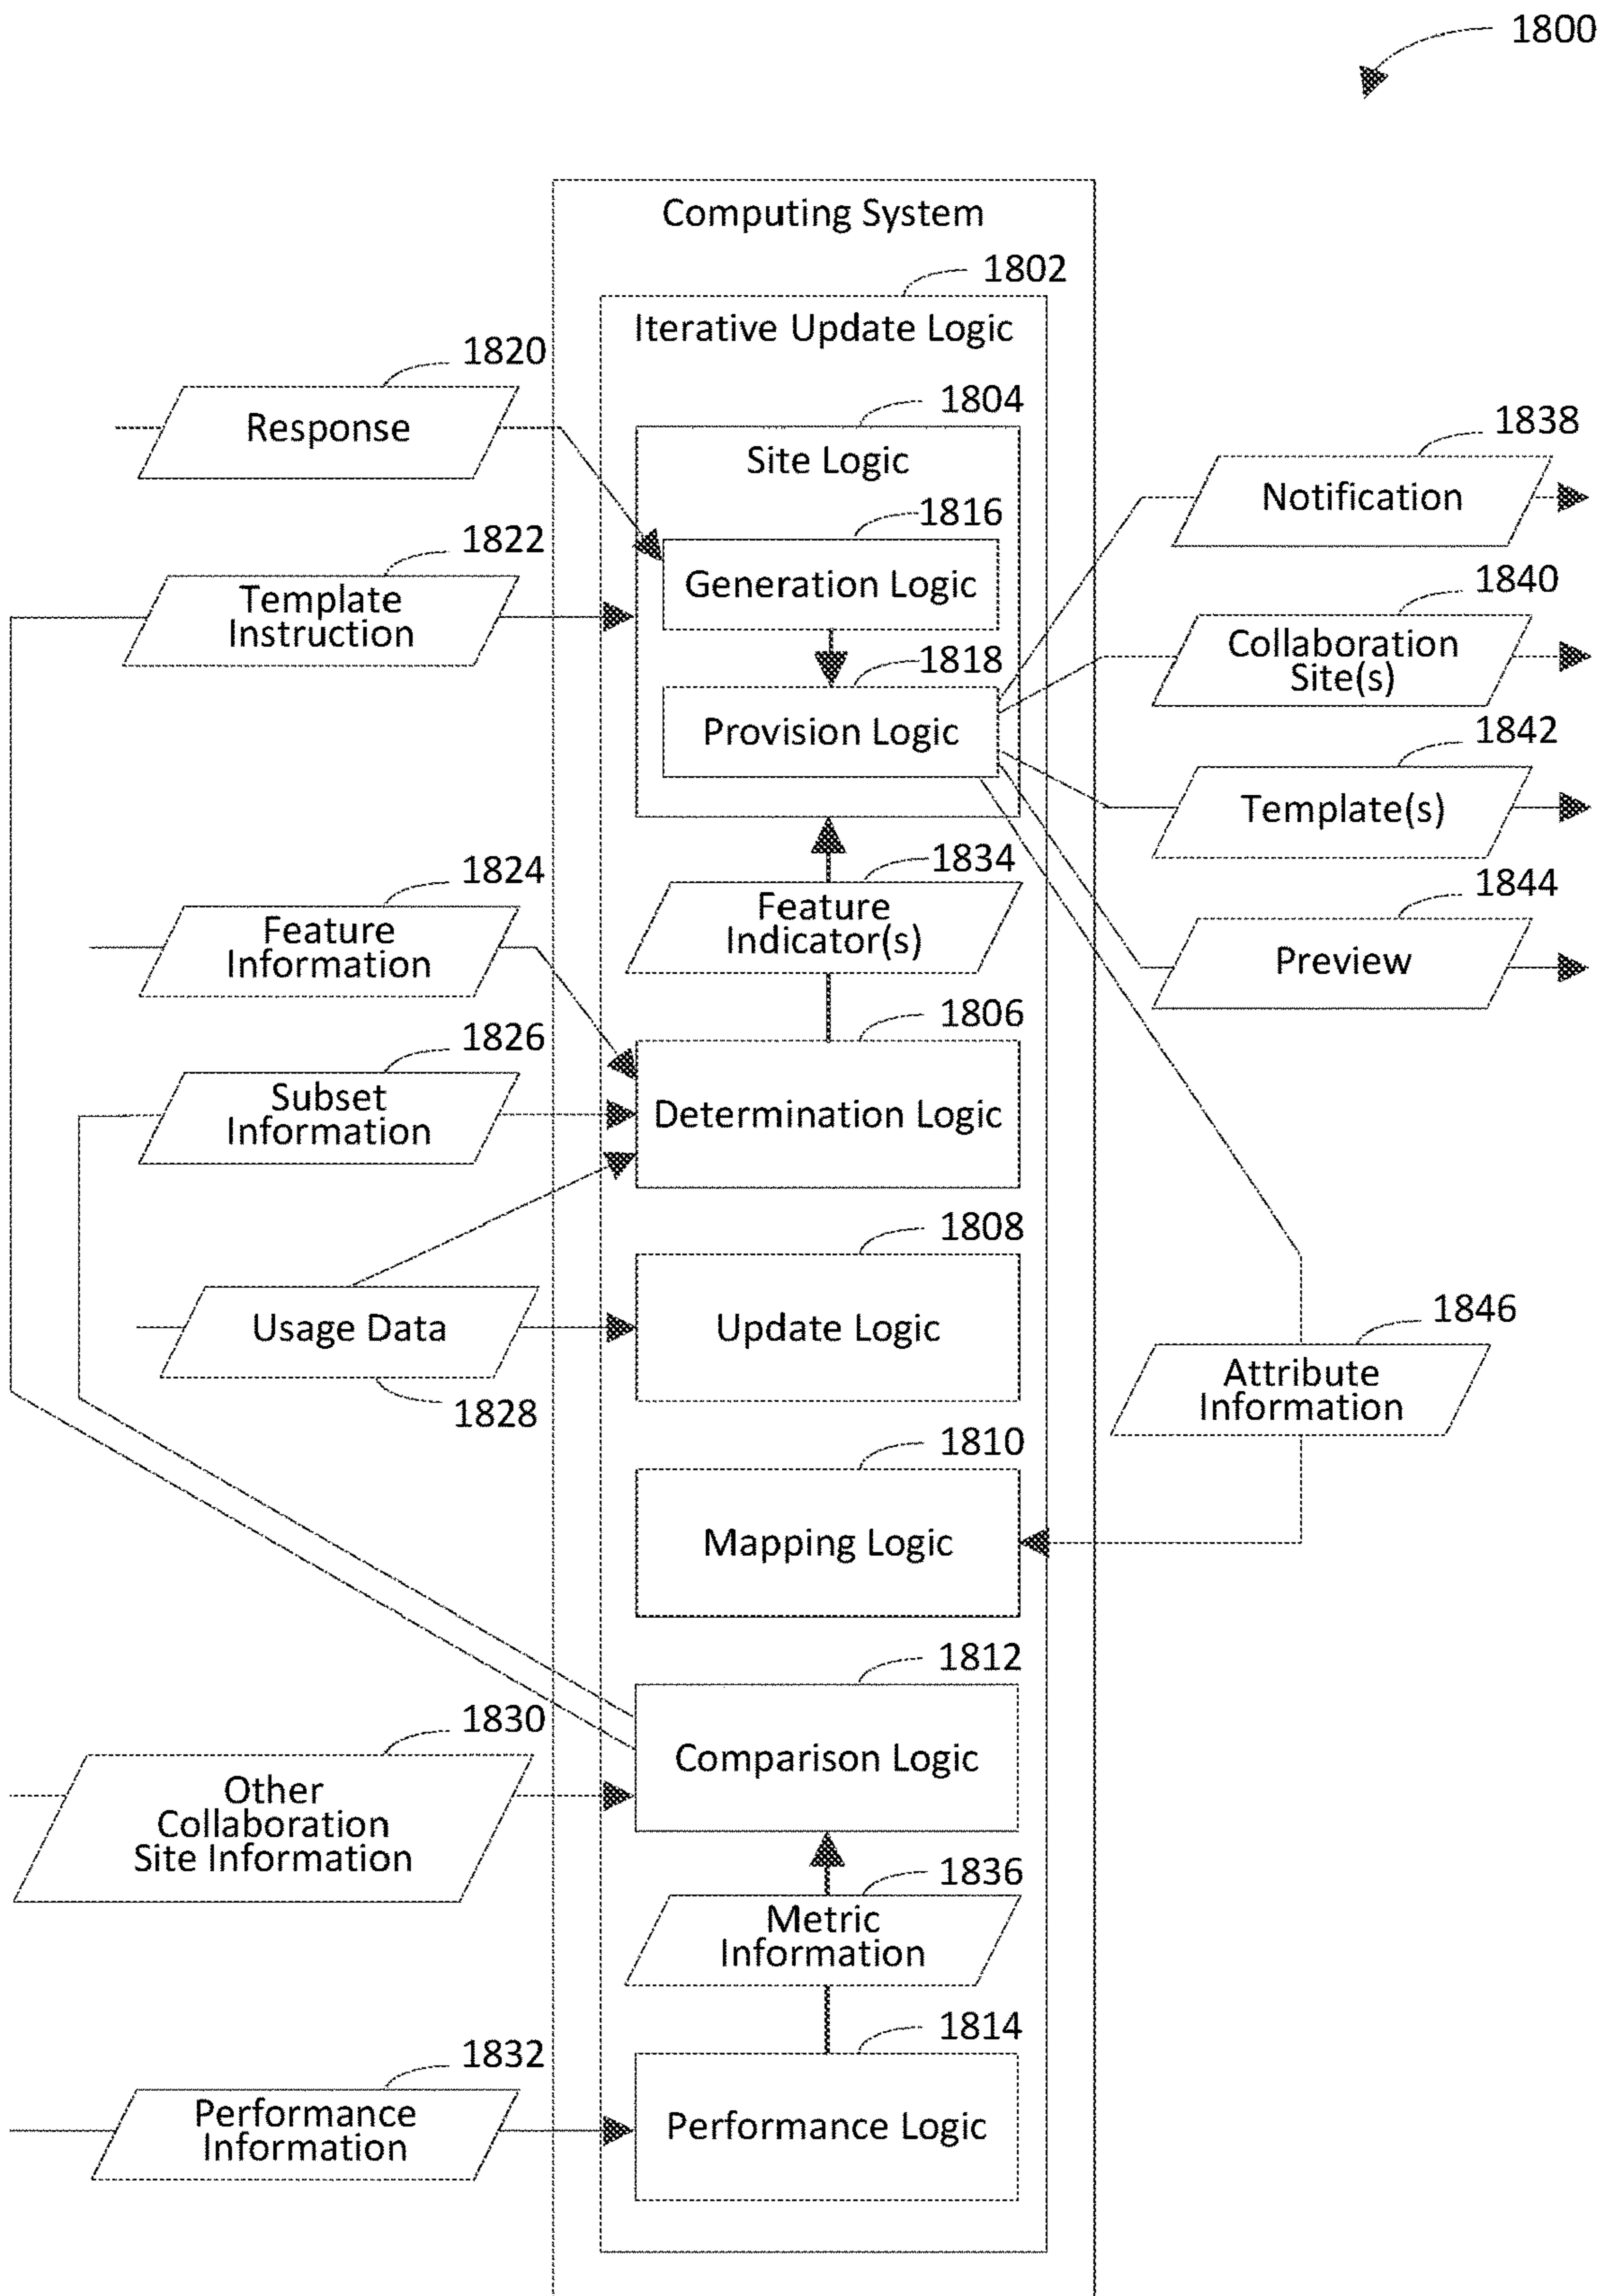 1800
Computing System
1802
Iterative Update Logic
1820
Response
1804
Site Logic
1838
Notification
1816
Generation Logic
1822
Template
Instruction
1840
Collaboration
Site(s)
1818
Provision Logic
1842
Template(s)
1834
Feature
Indicator(s)
1824
Feature
Information
1844
Preview
1806
Determination Logic
1826
Subset
Information
1808
Update Logic
Usage Data
1828
1846
Attribute
Information
1810
Mapping Logic
1812
Comparison Logic
1830
Other
Collaboration
Site Information
1836
Metric
Information
1814
Performance Logic
1832
Performance
Information